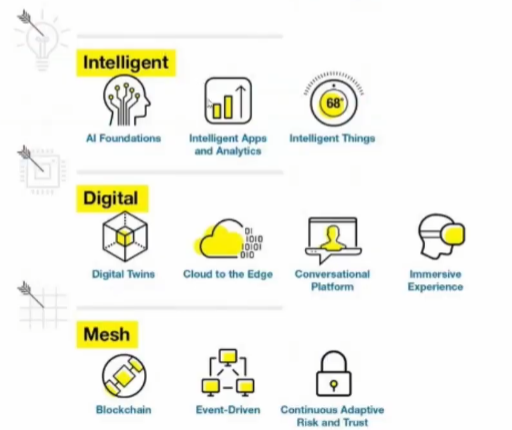 Intelligent
68°
AI Foundations
Intelligent Apps
and Analytics
Intelligent Things
Digital
01
1010
10101
010
Digital Twins
Cloud to the Edge
Conversational
Platform
Immersive
Experience
Mesh
Blockchain
Event-Driven
Continuous Adaptive
Risk and Trust